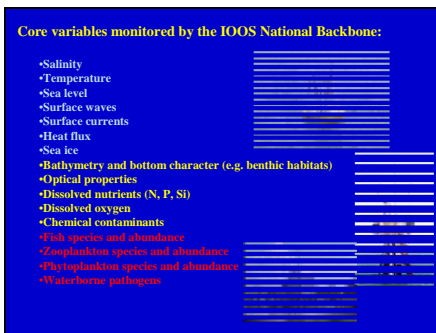 Core variables monitored by the IOOS National Backbone:
•Salinity
•Temperature
•Sea level
•Surface waves
•Surface currents
•Heat flux
•Sea ice
•Bathymetry and bottom character (e.g. benthic habitats)
•Optical properties
•Dissolved nutrients (N, P, Si)
•Dissolved oxygen
•Chemical contaminants
•Fish species and abundance
•Zooplankton species and abundance
•Phytoplankton species and abundance
•Waterborne pathogens